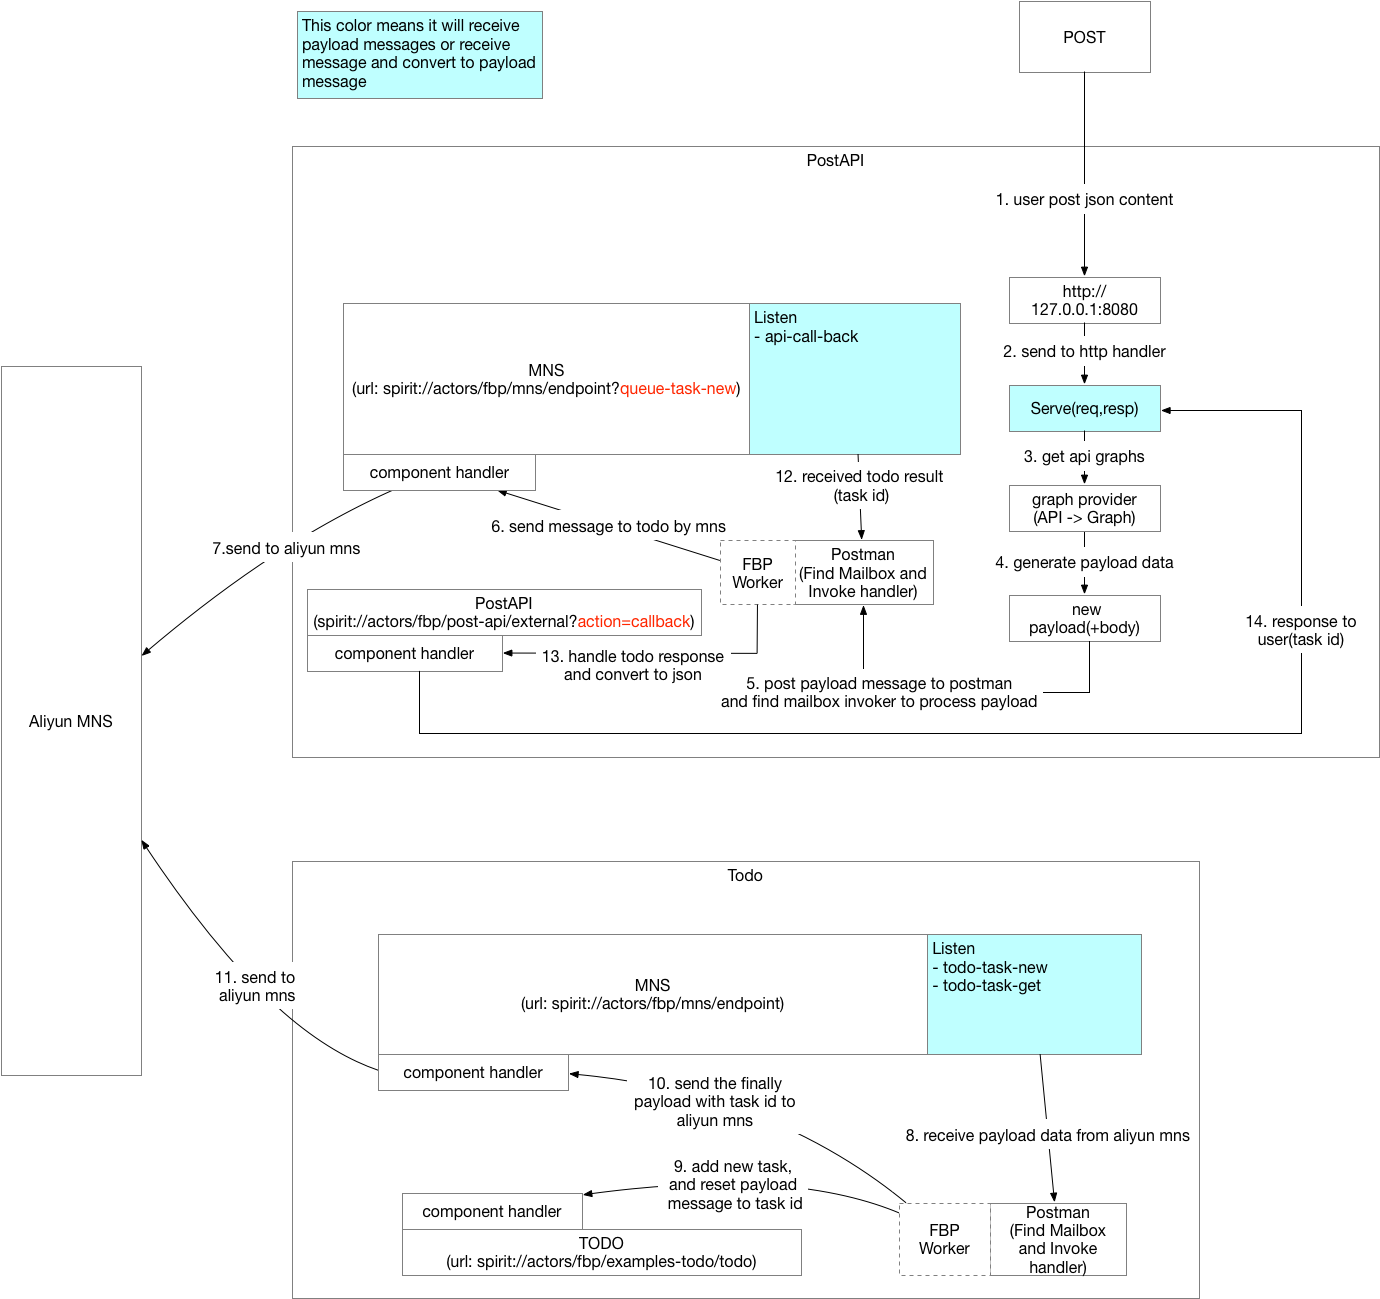 This color means it will receive
payload messages or receive
message and convert to payload
message
POST
PostAPI
1. user post json content
http://
127.0.0.1:8080
2. send to http handler
Serve(req,resp)
3. get api graphs
graph provider
(API -> Graph)
4. generate payload data
new
payload(+body)
14. response to
user(task id)
MNS
(url: spirit://actors/fbp/mns/endpoint?queue-task-new)
Listen
- api-call-back
component handler
12. received todo result
(task id)
6. send message to todo by mns
7.send to aliyun mns
FBP
Worker
Postman
(Find Mailbox and
Invoke handler)
PostAPI
(spirit://actors/fbp/post-api/external?action=callback)
component handler
13. handle todo response
and convert to json
5. post payload message to postman
and find mailbox invoker to process payload
Aliyun MNS
Todo
MNS
(url: spirit://actors/fbp/mns/endpoint)
Listen
- todo-task-new
- todo-task-get
11. send to
aliyun mns
component handler
10. send the finally
payload with task id to
aliyun mns
8. receive payload data from aliyun mns
9. add new task,
and reset payload
message to task id
component handler
TODO
(url: spirit://actors/fbp/examples-todo/todo)
FBP
Worker
Postman
(Find Mailbox
and Invoke
handler)